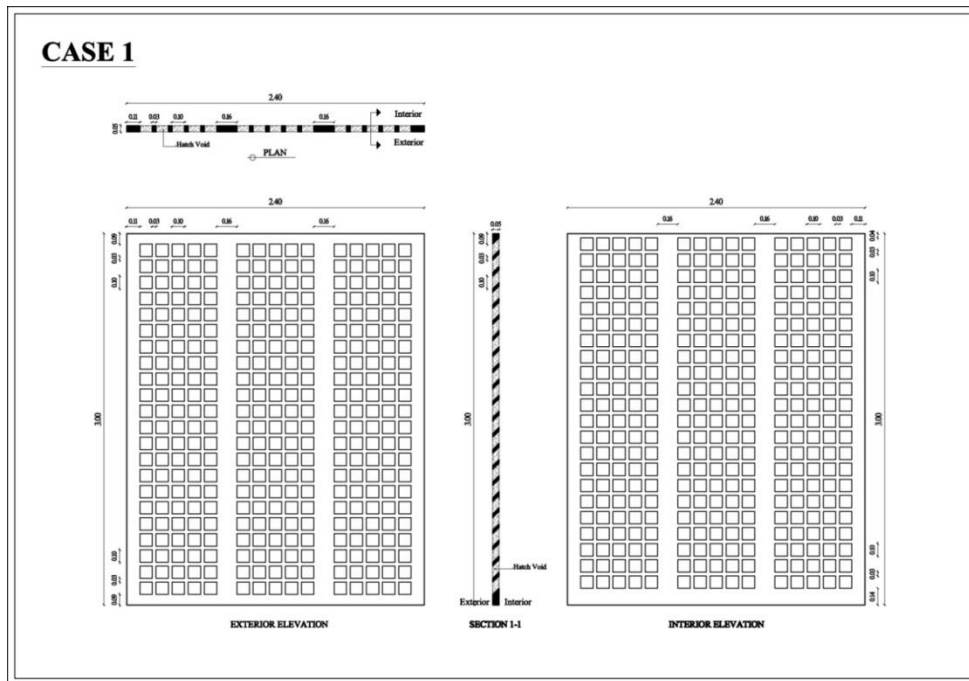 CASE 1
2.40
0.11 0.03 0.10 0.16 0.16 Interior
0.05
Exterior
Hatch Void
PLAN
2.40
0.11 0.03 0.10 0.16 0.16
0.09
0.03
0.10
3.00
0.10
0.03
0.09
EXTERIOR ELEVATION
0.05
0.09
0.03
0.10
3.00
Hatch Void
Exterior Interior
SECTION 1-1
2.40
0.16 0.16 0.10 0.03 0.11
0.04
0.03
0.10
3.00
0.10
0.03
0.14
INTERIOR ELEVATION